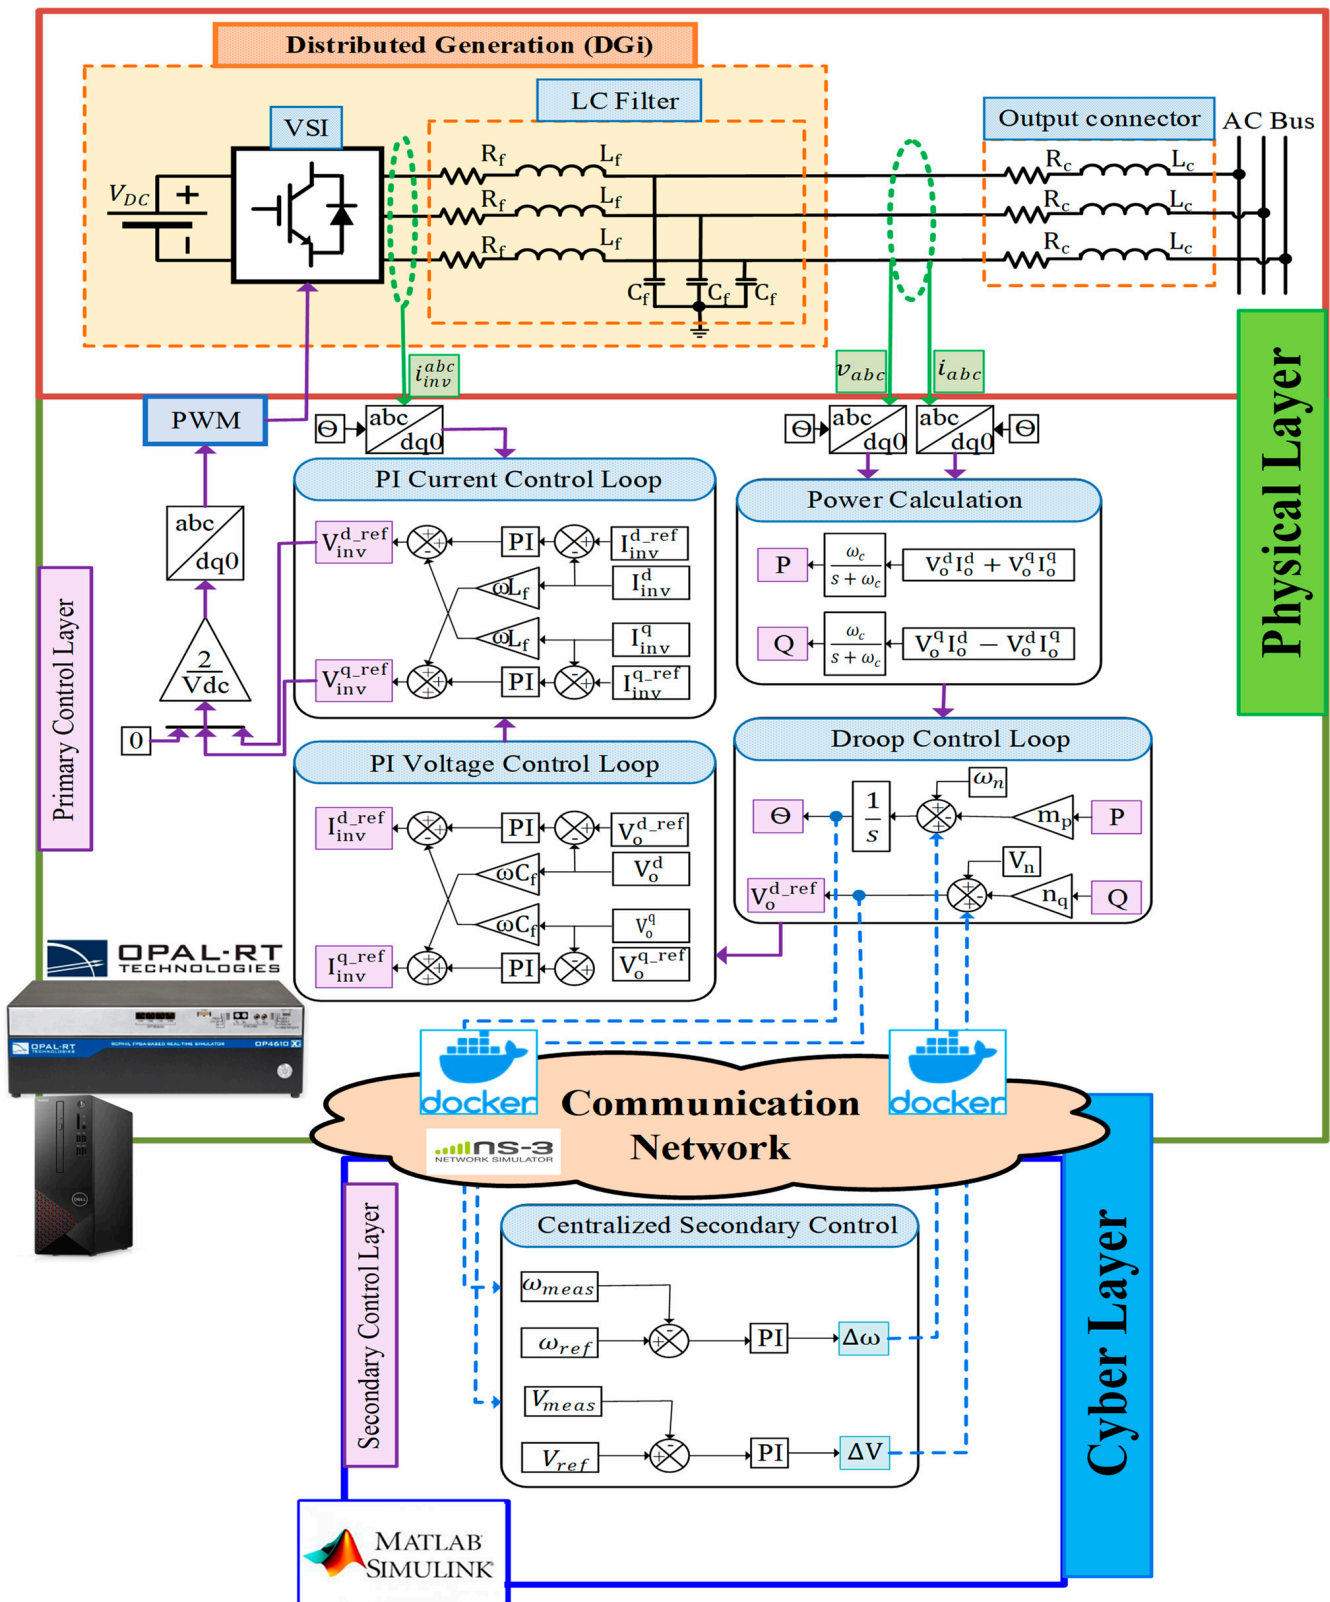 Distributed Generation (DGi)
LC Filter
VSI
Output connector
AC Bus
V_DC
+
−
R_f
L_f
R_f
L_f
R_f
L_f
C_f
C_f
C_f
R_c
L_c
R_c
L_c
R_c
L_c
i_inv^abc
v_abc
i_abc
Physical Layer
PWM
Θ
abc
dq0
Θ
abc
dq0
abc
dq0
Θ
PI Current Control Loop
V_inv^d_ref
PI
I_inv^d_ref
ωL_f
I_inv^d
ωL_f
I_inv^q
V_inv^q_ref
PI
I_inv^q_ref
Power Calculation
P
ω_c
s + ω_c
V_o^d I_o^d + V_o^q I_o^q
Q
ω_c
s + ω_c
V_o^q I_o^d − V_o^d I_o^q
abc
dq0
2
Vdc
0
Primary Control Layer
PI Voltage Control Loop
I_inv^d_ref
PI
V_o^d_ref
ωC_f
V_o^d
ωC_f
V_o^q
I_inv^q_ref
PI
V_o^q_ref
Droop Control Loop
ω_n
Θ
1
s
m_p
P
V_n
V_o^d_ref
n_q
Q
OPAL-RT
TECHNOLOGIES
OPAL-RT
TECHNOLOGIES
OP4610 XG
DELL
docker
docker
Communication
Network
ns-3
NETWORK SIMULATOR
Cyber Layer
Secondary Control Layer
Centralized Secondary Control
ω_meas
ω_ref
PI
Δω
V_meas
V_ref
PI
ΔV
MATLAB
SIMULINK